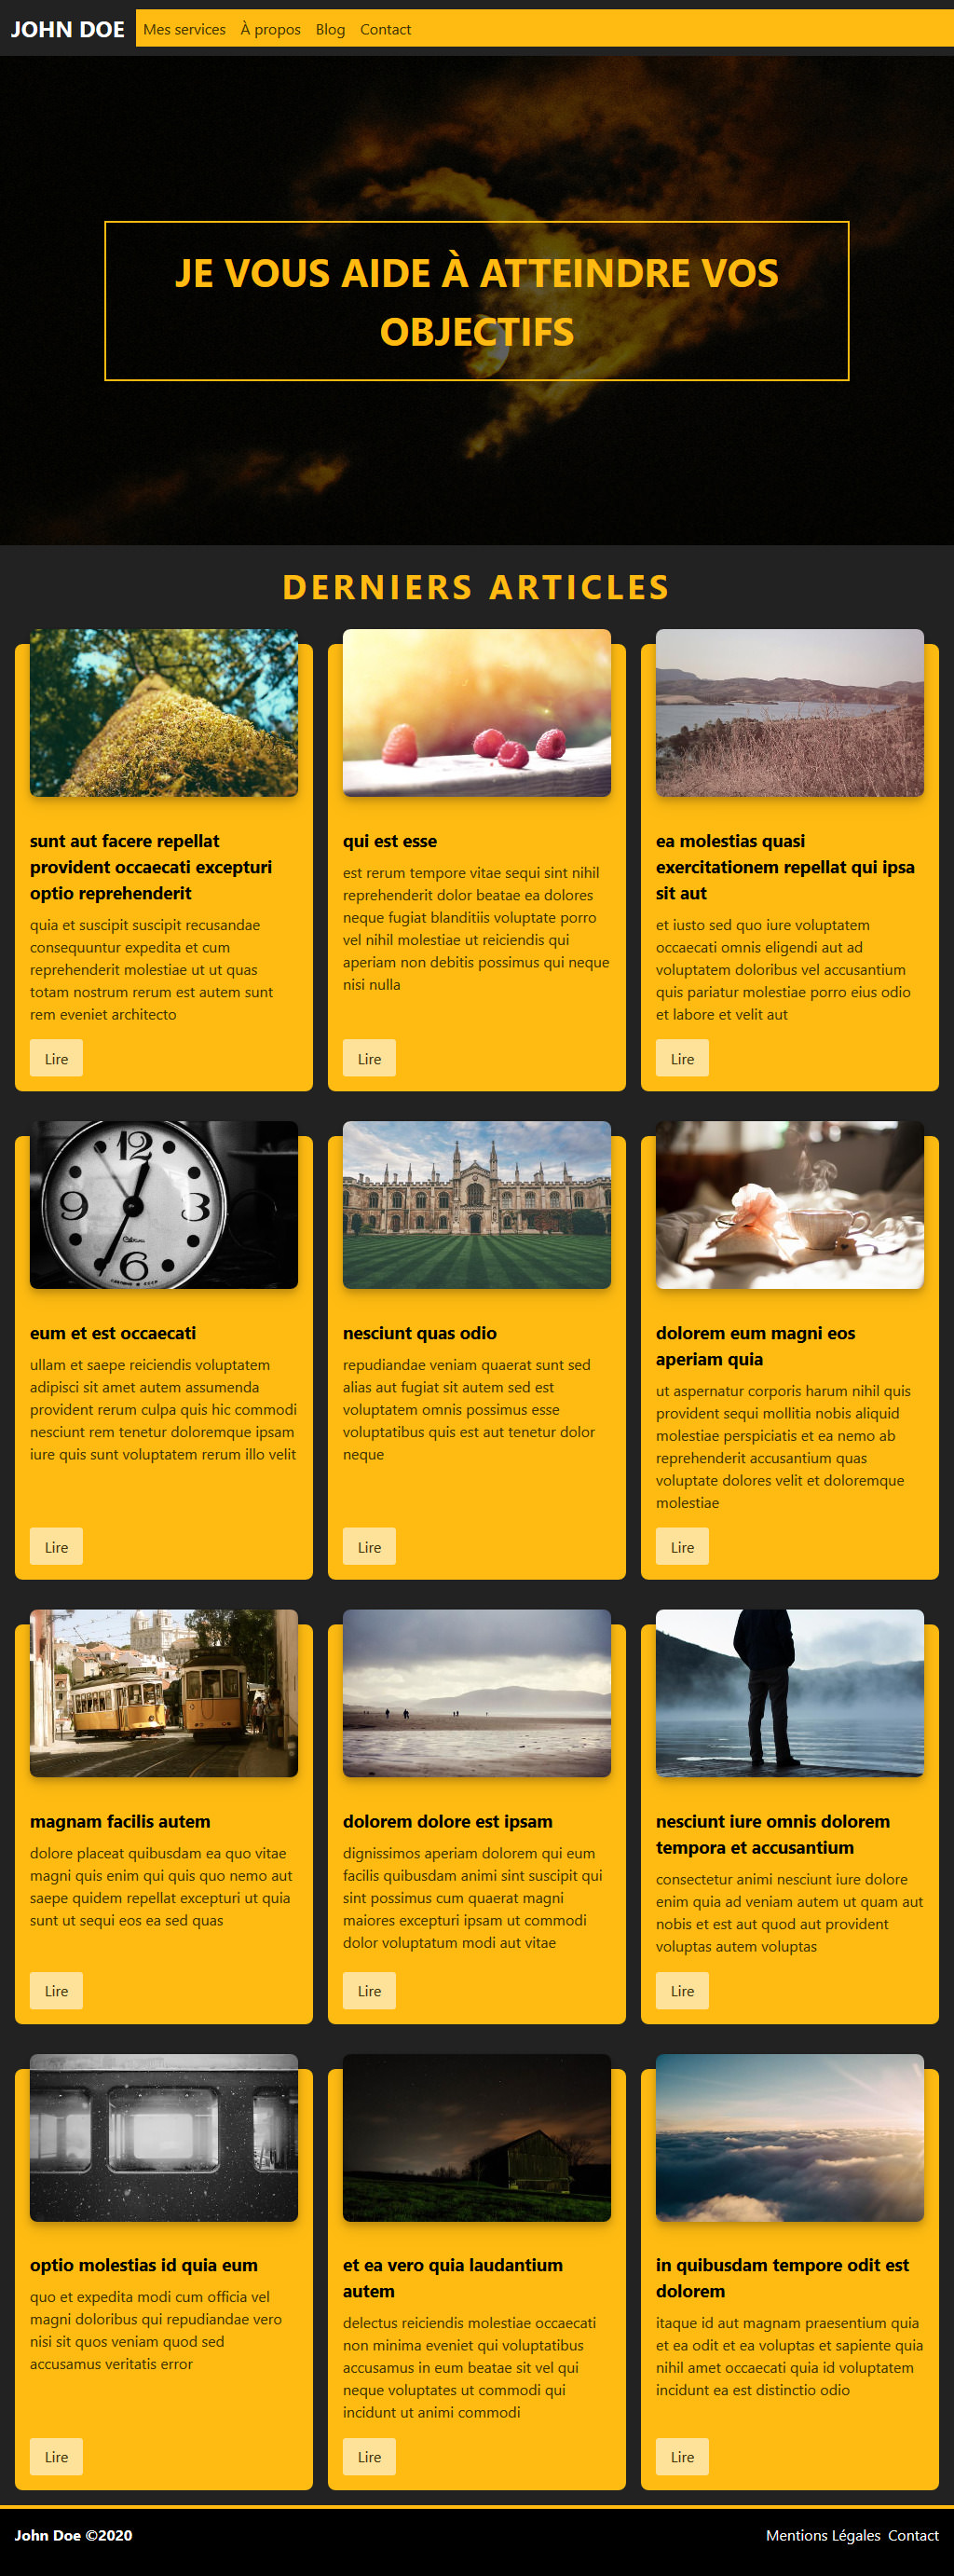 JOHN DOE Mes services À propos Blog Contact
JE VOUS AIDE À ATTEINDRE VOS
OBJECTIFS
DERNIERS ARTICLES
sunt aut facere repellat
provident occaecati excepturi
optio reprehenderit
quia et suscipit suscipit recusandae
consequuntur expedita et cum
reprehenderit molestiae ut ut quas
totam nostrum rerum est autem sunt
rem eveniet architecto
Lire
qui est esse
est rerum tempore vitae sequi sint nihil
reprehenderit dolor beatae ea dolores
neque fugiat blanditiis voluptate porro
vel nihil molestiae ut reiciendis qui
aperiam non debitis possimus qui neque
nisi nulla
Lire
ea molestias quasi
exercitationem repellat qui ipsa
sit aut
et iusto sed quo iure voluptatem
occaecati omnis eligendi aut ad
voluptatem doloribus vel accusantium
quis pariatur molestiae porro eius odio
et labore et velit aut
Lire
12
9
3
6
eum et est occaecati
ullam et saepe reiciendis voluptatem
adipisci sit amet autem assumenda
provident rerum culpa quis hic commodi
nesciunt rem tenetur doloremque ipsam
iure quis sunt voluptatem rerum illo velit
Lire
nesciunt quas odio
repudiandae veniam quaerat sunt sed
alias aut fugiat sit autem sed est
voluptatem omnis possimus esse
voluptatibus quis est aut tenetur dolor
neque
Lire
dolorem eum magni eos
aperiam quia
ut aspernatur corporis harum nihil quis
provident sequi mollitia nobis aliquid
molestiae perspiciatis et ea nemo ab
reprehenderit accusantium quas
voluptate dolores velit et doloremque
molestiae
Lire
magnam facilis autem
dolore placeat quibusdam ea quo vitae
magni quis enim qui quis quo nemo aut
saepe quidem repellat excepturi ut quia
sunt ut sequi eos ea sed quas
Lire
dolorem dolore est ipsam
dignissimos aperiam dolorem qui eum
facilis quibusdam animi sint suscipit qui
sint possimus cum quaerat magni
maiores excepturi ipsam ut commodi
dolor voluptatum modi aut vitae
Lire
nesciunt iure omnis dolorem
tempora et accusantium
consectetur animi nesciunt iure dolore
enim quia ad veniam autem ut quam aut
nobis et est aut quod aut provident
voluptas autem voluptas
Lire
optio molestias id quia eum
quo et expedita modi cum officia vel
magni doloribus qui repudiandae vero
nisi sit quos veniam quod sed
accusamus veritatis error
Lire
et ea vero quia laudantium
autem
delectus reiciendis molestiae occaecati
non minima eveniet qui voluptatibus
accusamus in eum beatae sit vel qui
neque voluptates ut commodi qui
incidunt ut animi commodi
Lire
in quibusdam tempore odit est
dolorem
itaque id aut magnam praesentium quia
et ea odit et ea voluptas et sapiente quia
nihil amet occaecati quia id voluptatem
incidunt ea est distinctio odio
Lire
John Doe ©2020 Mentions Légales Contact